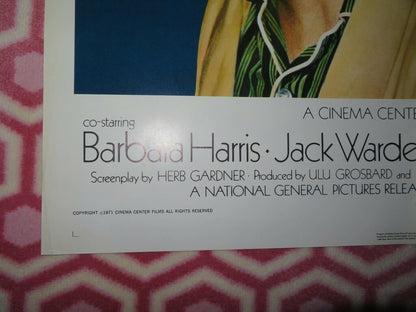 co-starring
A CINEMA CENTE
Barbara Harris · Jack Warde
Screenplay by HERB GARDNER · Produced by ULU GROSBARD and
A NATIONAL GENERAL PICTURES RELEA
COPYRIGHT ©1971 CINEMA CENTER FILMS ALL RIGHTS RESERVED